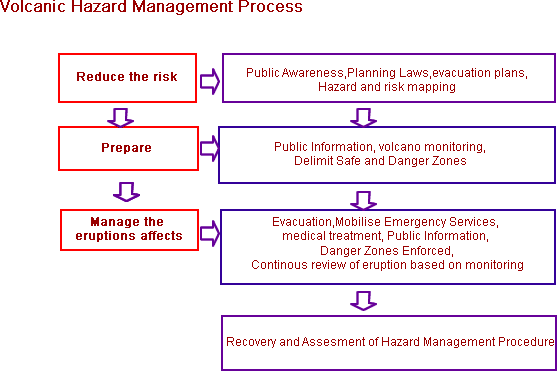 Volcanic Hazard Management Process
Reduce the risk
Public Awareness,Planning Laws,evacuation plans,
Hazard and risk mapping
Prepare
Public Information, volcano monitoring,
Delimit Safe and Danger Zones
Manage the
eruptions affects
Evacuation,Mobilise Emergency Services,
medical treatment, Public Information,
Danger Zones Enforced,
Continous review of eruption based on monitoring
Recovery and Assesment of Hazard Management Procedure